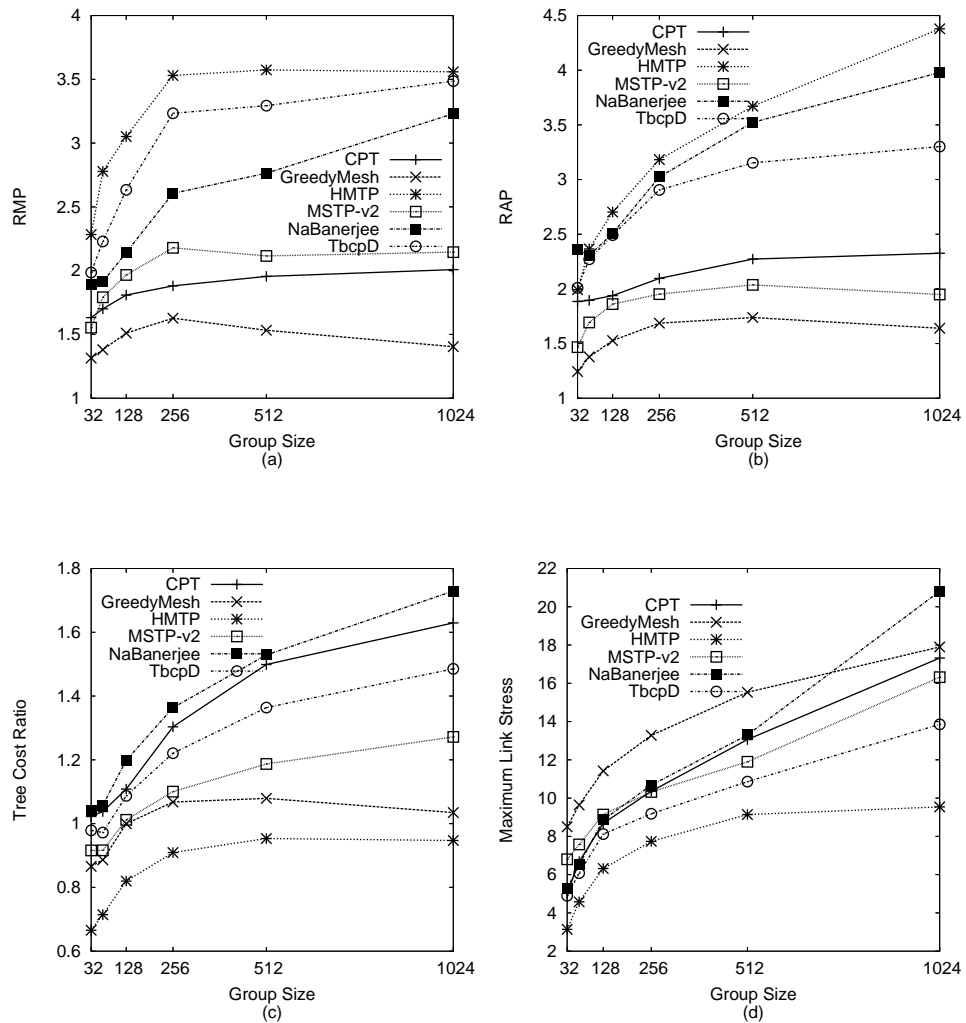 4
3.5
3
2.5
2
1.5
1
RMP
CPT
GreedyMesh
HMTP
MSTP-v2
NaBanerjee
TbcpD
32 128 256 512 1024
Group Size
(a)
4.5
4
3.5
3
2.5
2
1.5
1
RAP
CPT
GreedyMesh
HMTP
MSTP-v2
NaBanerjee
TbcpD
32 128 256 512 1024
Group Size
(b)
1.8
1.6
1.4
1.2
1
0.8
0.6
Tree Cost Ratio
CPT
GreedyMesh
HMTP
MSTP-v2
NaBanerjee
TbcpD
32 128 256 512 1024
Group Size
(c)
22
20
18
16
14
12
10
8
6
4
2
Maximum Link Stress
CPT
GreedyMesh
HMTP
MSTP-v2
NaBanerjee
TbcpD
32 128 256 512 1024
Group Size
(d)